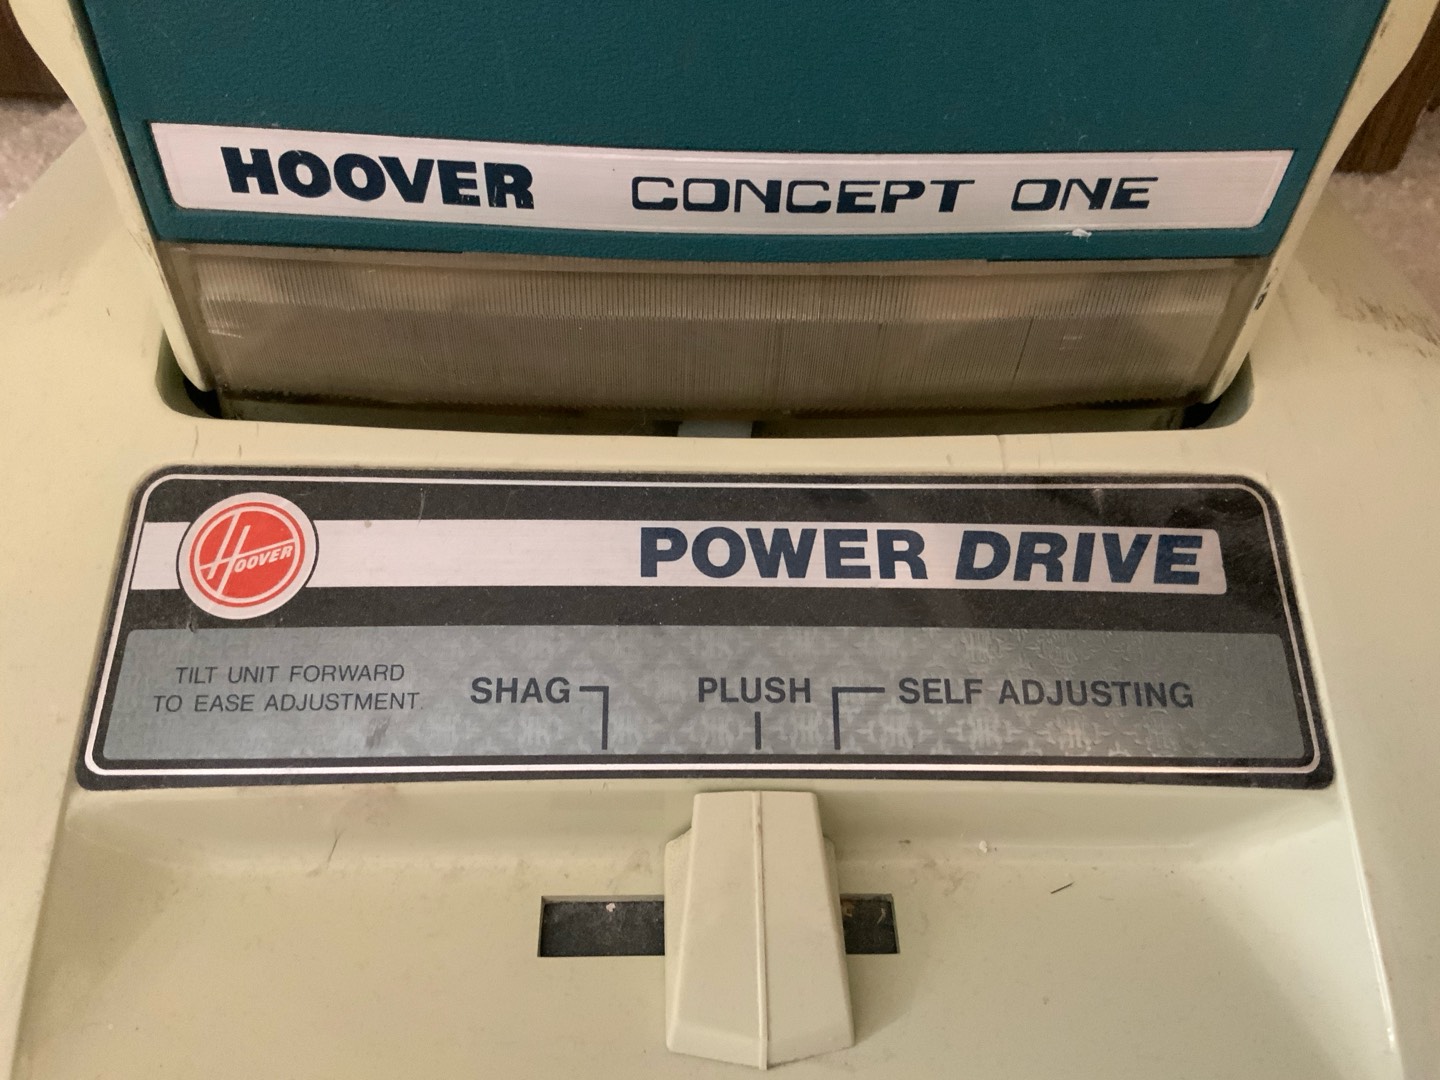 HOOVER CONCEPT ONE
HOOVER
POWER DRIVE
TILT UNIT FORWARD
TO EASE ADJUSTMENT.
SHAG PLUSH SELF ADJUSTING